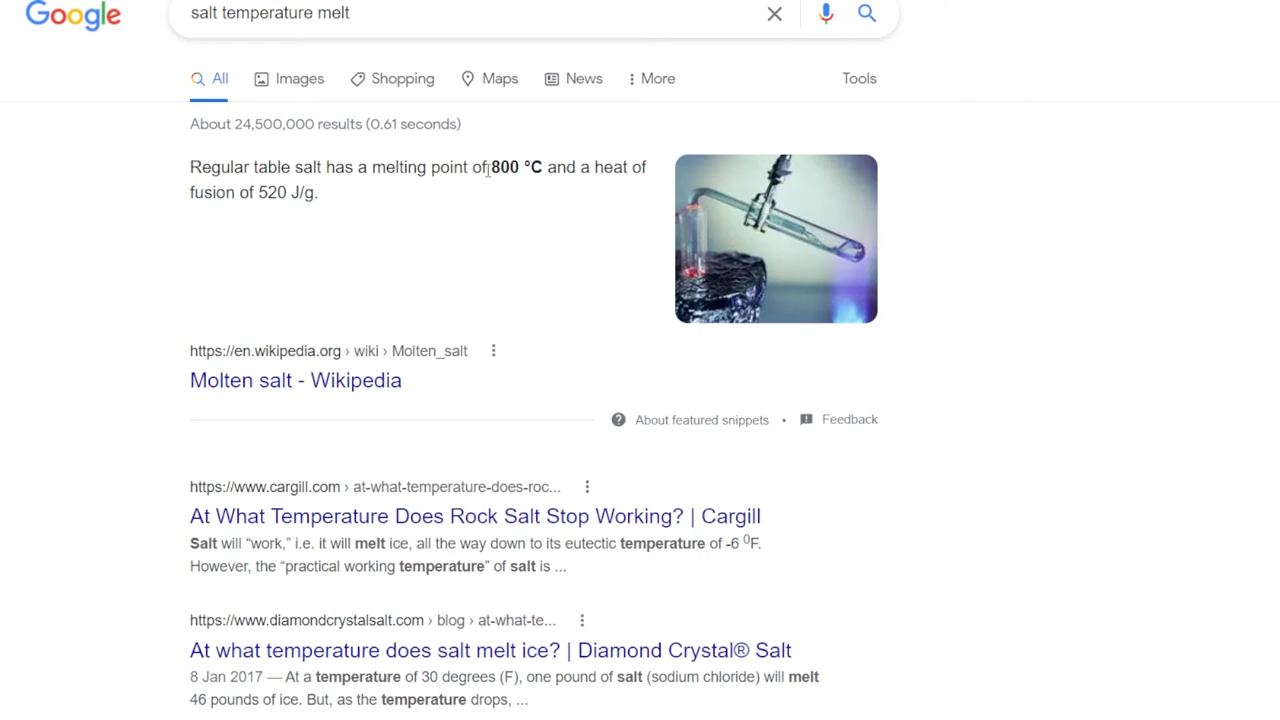 Google
salt temperature melt
All Images Shopping Maps News More Tools
About 24,500,000 results (0.61 seconds)
Regular table salt has a melting point of 800 °C and a heat of
fusion of 520 J/g.
https://en.wikipedia.org › wiki › Molten_salt
Molten salt - Wikipedia
About featured snippets • Feedback
https://www.cargill.com › at-what-temperature-does-roc...
At What Temperature Does Rock Salt Stop Working? | Cargill
Salt will “work,” i.e. it will melt ice, all the way down to its eutectic temperature of -6 ⁰F.
However, the “practical working temperature” of salt is ...
https://www.diamondcrystalsalt.com › blog › at-what-te...
At what temperature does salt melt ice? | Diamond Crystal® Salt
8 Jan 2017 — At a temperature of 30 degrees (F), one pound of salt (sodium chloride) will melt
46 pounds of ice. But, as the temperature drops, ...